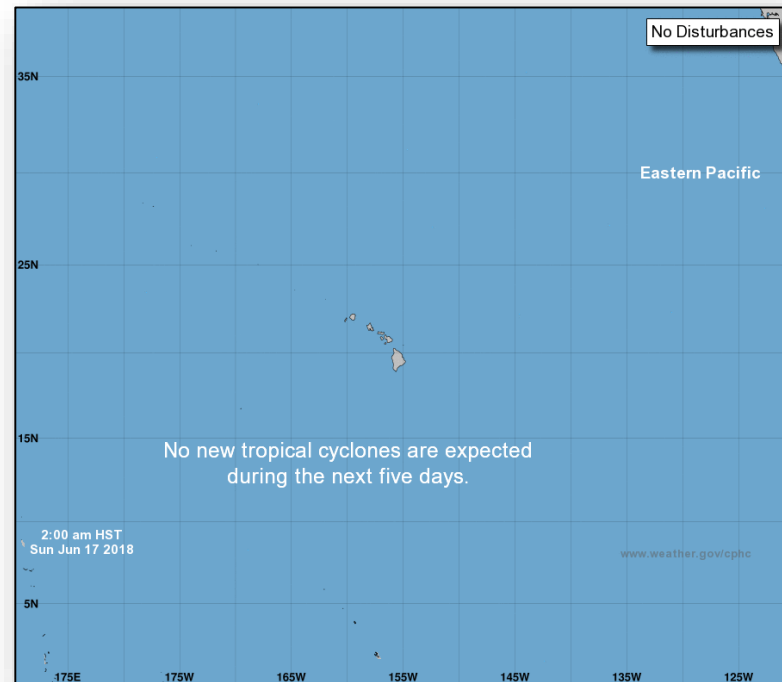 No Disturbances
35N
Eastern Pacific
25N
15N
No new tropical cyclones are expected
during the next five days.
2:00 am HST
Sun Jun 17 2018
www.weather.gov/cphc
5N
175E 175W 165W 155W 145W 135W 125W